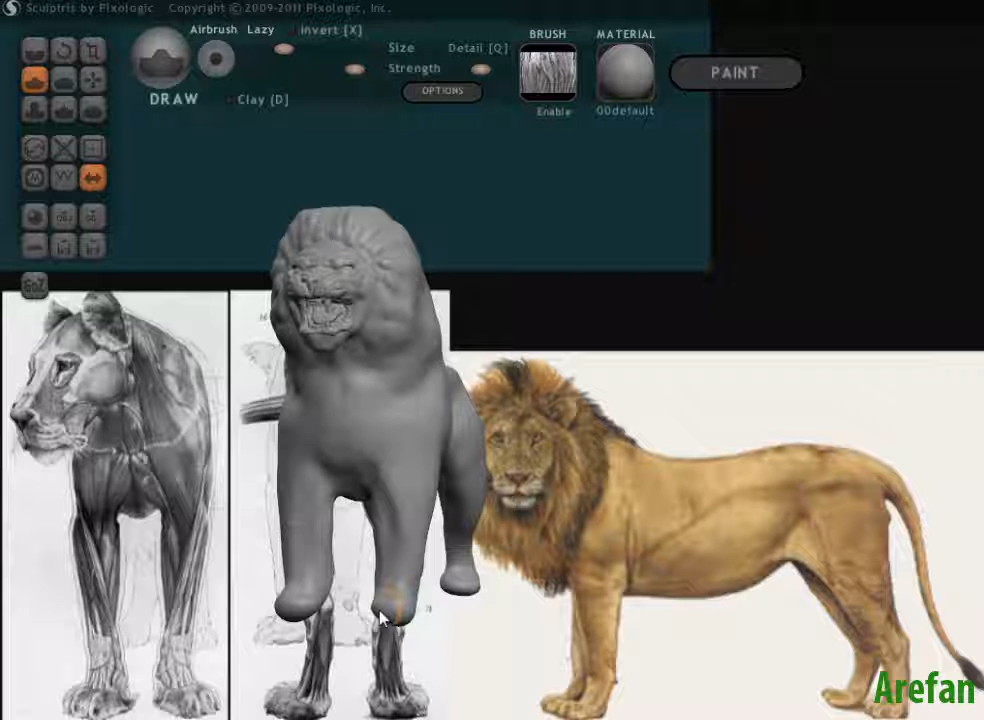 Sculptris by Pixologic   Copyright © 2009-2011 Pixologic, Inc.
Airbrush  Lazy  Invert [X]
Size  Detail [Q]
Strength
OPTIONS
DRAW  Clay [D]
BRUSH
Enable
MATERIAL
00default
PAINT
GoZ
Arefan